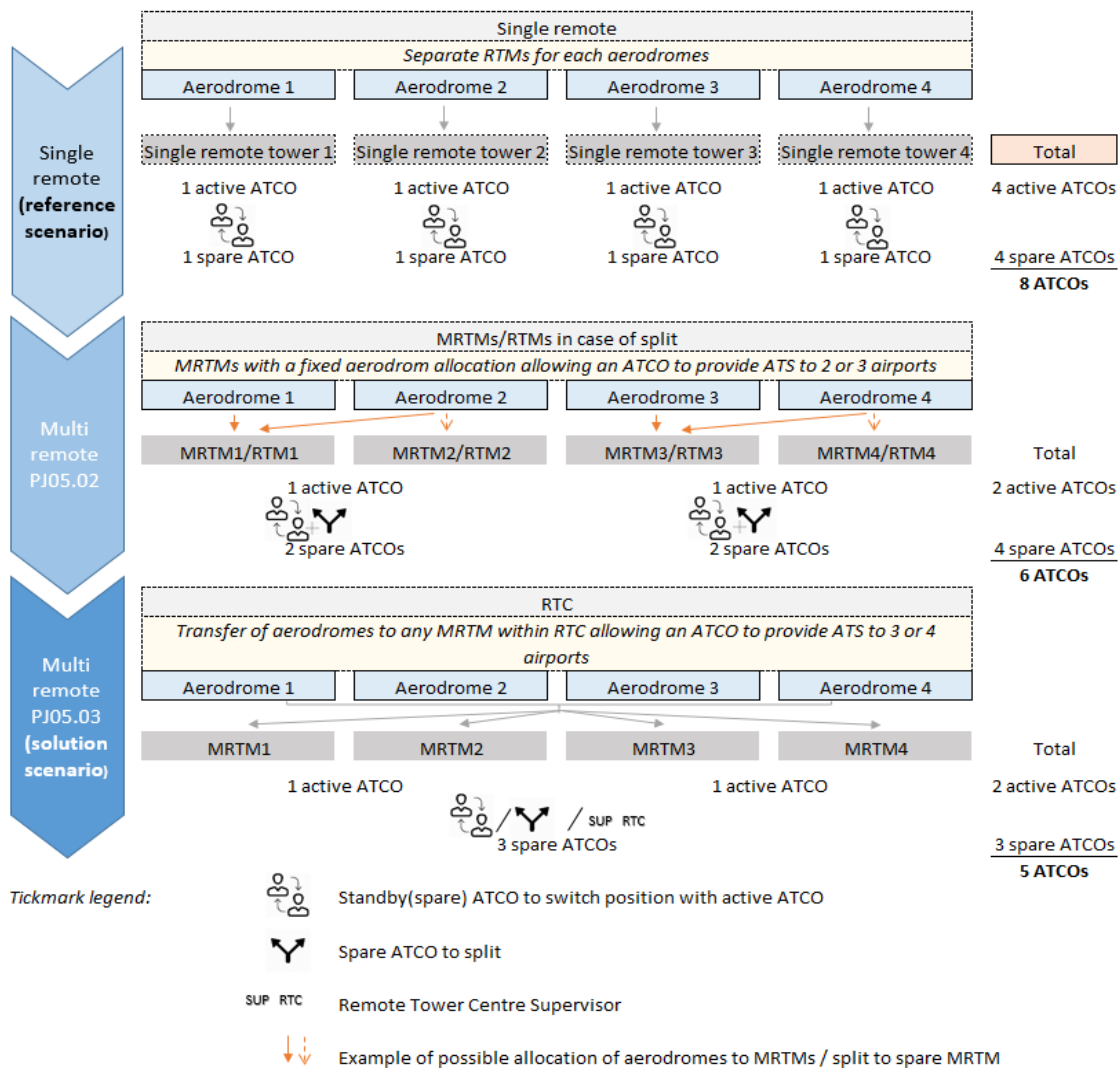 Single remote
Separate RTMs for each aerodromes
Aerodrome 1 Aerodrome 2 Aerodrome 3 Aerodrome 4
Single
remote
(reference
scenario)
Single remote tower 1 Single remote tower 2 Single remote tower 3 Single remote tower 4 Total
1 active ATCO 1 active ATCO 1 active ATCO 1 active ATCO 4 active ATCOs
1 spare ATCO 1 spare ATCO 1 spare ATCO 1 spare ATCO 4 spare ATCOs
8 ATCOs
MRTMs/RTMs in case of split
MRTMs with a fixed aerodrom allocation allowing an ATCO to provide ATS to 2 or 3 airports
Aerodrome 1 Aerodrome 2 Aerodrome 3 Aerodrome 4
Multi
remote
PJ05.02
MRTM1/RTM1 MRTM2/RTM2 MRTM3/RTM3 MRTM4/RTM4 Total
1 active ATCO 1 active ATCO 2 active ATCOs
2 spare ATCOs 2 spare ATCOs 4 spare ATCOs
6 ATCOs
RTC
Transfer of aerodromes to any MRTM within RTC allowing an ATCO to provide ATS to 3 or 4
airports
Aerodrome 1 Aerodrome 2 Aerodrome 3 Aerodrome 4
Multi
remote
PJ05.03
(solution
scenario)
MRTM1 MRTM2 MRTM3 MRTM4 Total
1 active ATCO 1 active ATCO 2 active ATCOs
/ / SUP RTC
3 spare ATCOs 3 spare ATCOs
5 ATCOs
Tickmark legend:
Standby(spare) ATCO to switch position with active ATCO
Spare ATCO to split
SUP RTC Remote Tower Centre Supervisor
Example of possible allocation of aerodromes to MRTMs / split to spare MRTM